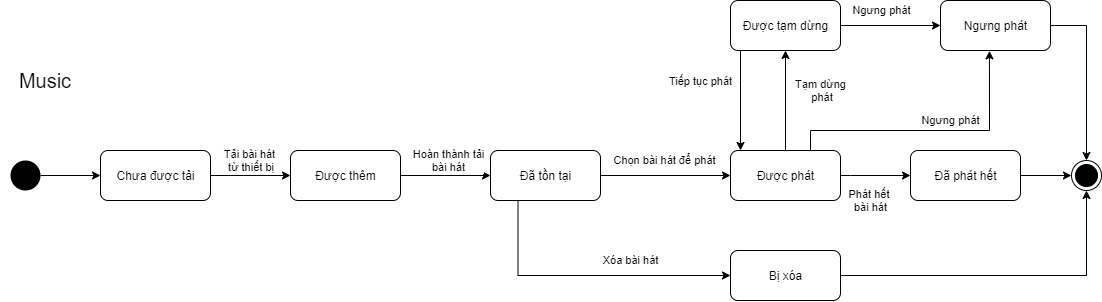 Music
Chưa được tải
Tải bài hát
từ thiết bị
Được thêm
Hoàn thành tải
bài hát
Đã tồn tại
Chọn bài hát để phát
Được phát
Tiếp tục phát
Tạm dừng
phát
Được tạm dừng
Ngưng phát
Ngưng phát
Ngưng phát
Phát hết
bài hát
Đã phát hết
Xóa bài hát
Bị xóa